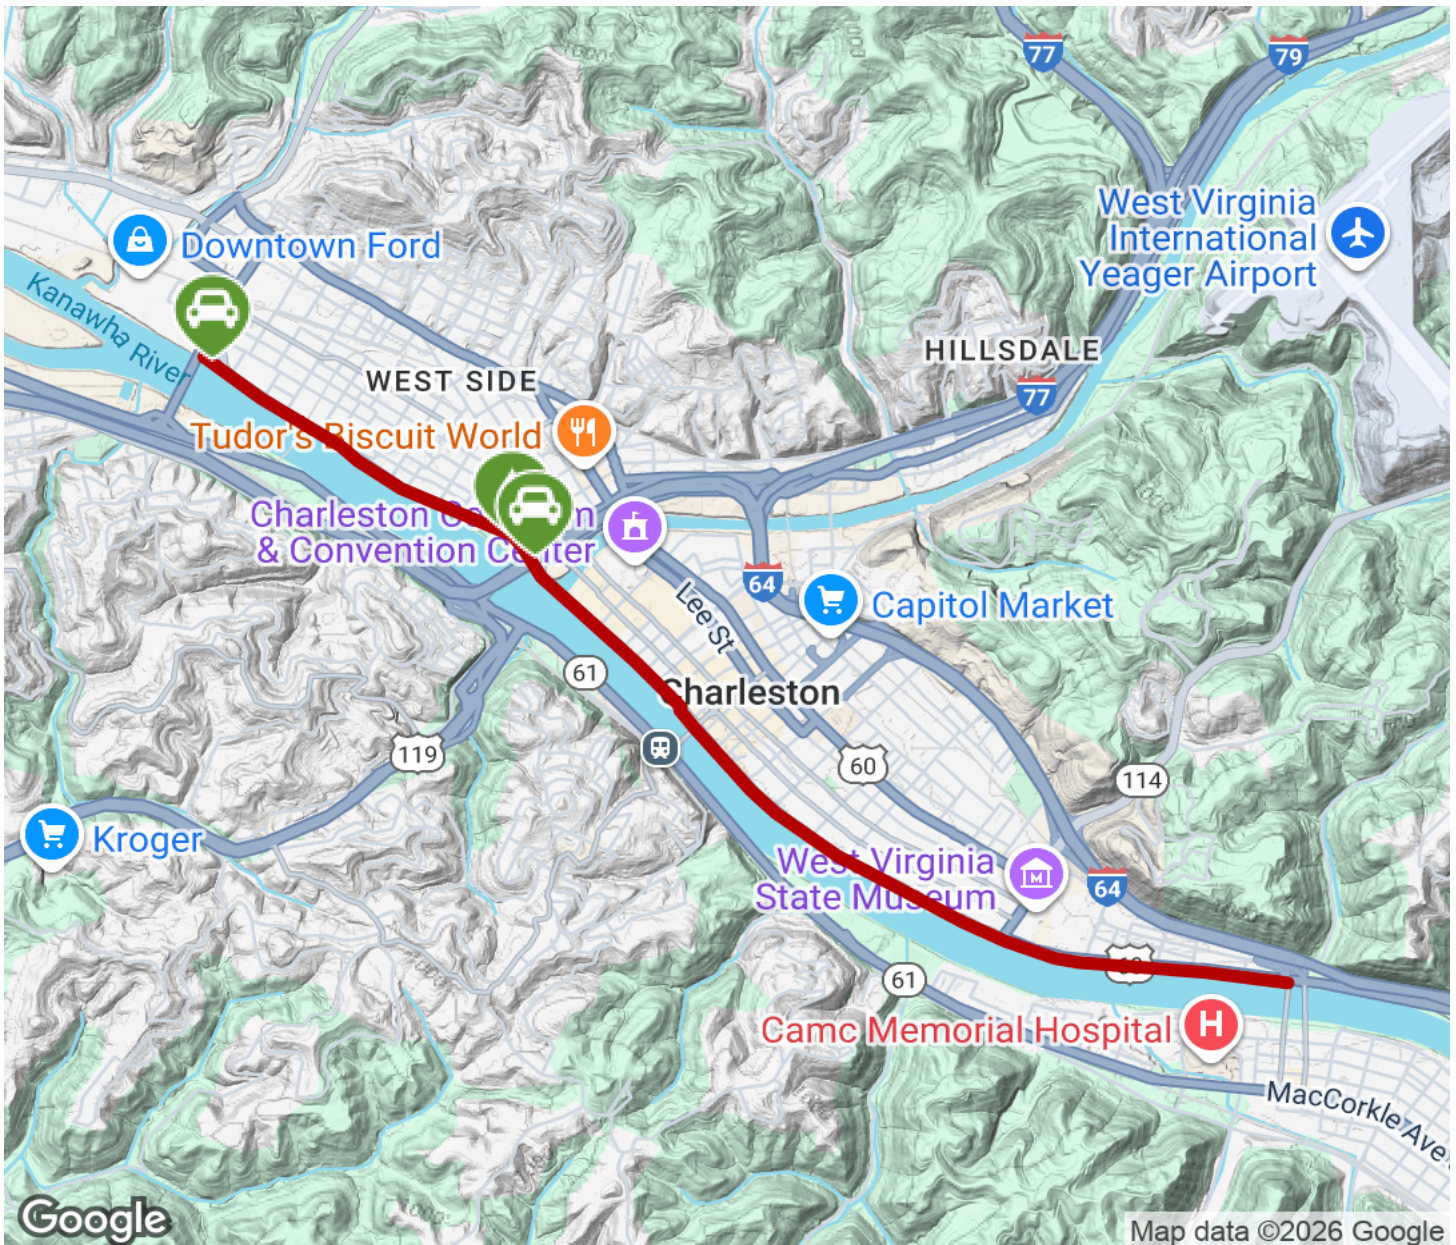 77
79
West Virginia
International
Yeager Airport
Downtown Ford
Kanawha River
HILLSDALE
WEST SIDE
77
Tudor's Biscuit World
Charleston
& Convention Center
64
Capitol Market
Lee St
61
Charleston
119
60
114
Kroger
West Virginia
State Museum
64
61
Camc Memorial Hospital
MacCorkle Ave
Google
Map data ©2026 Google